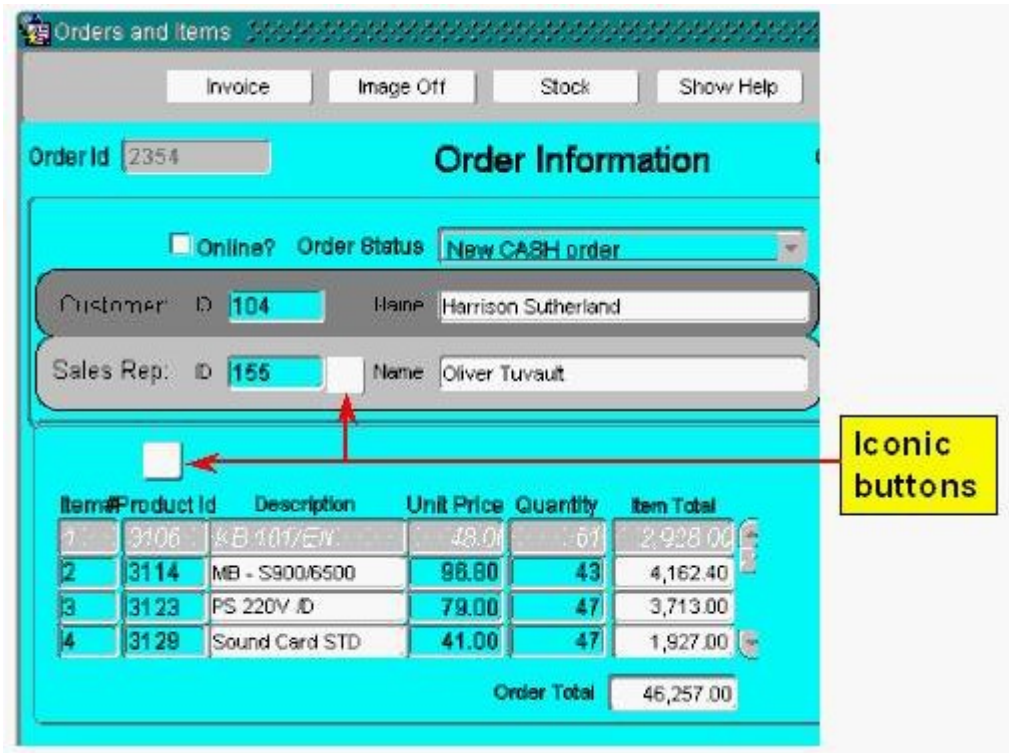 Orders and Items
Invoice Image Off Stock Show Help
Order Id 2354 Order Information
Online? Order Status New CASH order
Customer: ID 104 Name Harrison Sutherland
Sales Rep: ID 155 Name Oliver Tuvault
Iconic
buttons
Item# Product Id Description Unit Price Quantity Item Total
1 3106 KB 101/EN 48.0 61 2,928.00
2 3114 MB - S900/6500 96.80 43 4,162.40
3 3123 PS 220V /D 79.00 47 3,713.00
4 3129 Sound Card STD 41.00 47 1,927.00
Order Total 46,257.00